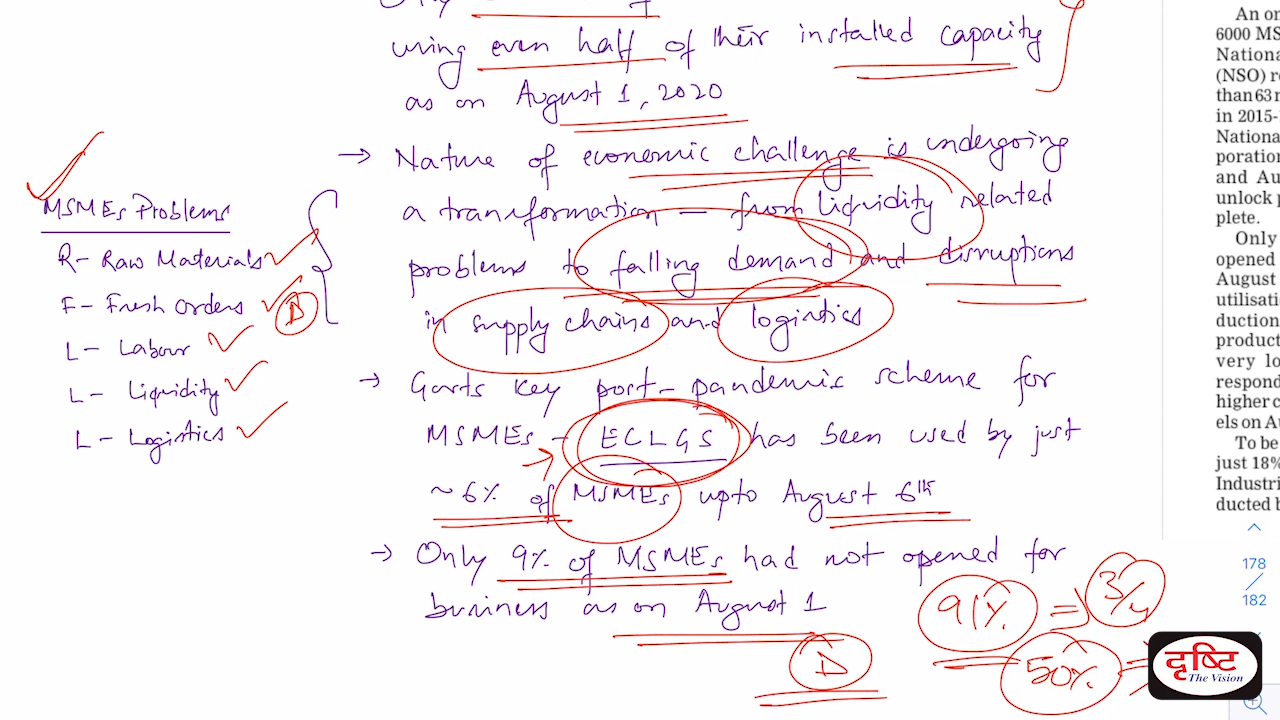 using even half of their installed capacity
as on August 1, 2020
→ Nature of economic challenge is undergoing
a transformation – from liquidity related
problems to falling demand and disruptions
in supply chains and logistics
→ Govts key post-pandemic scheme for
MSMEs - ECLGS has been used by just
~6% of MSMEs upto August 6th
→ Only 9% of MSMEs had not opened for
business as on August 1
MSMEs Problems
R- Raw Materials
F- Fresh Orders
D
L- Labour
L- Liquidity
L- Logistics
91% = 3/4
50% =
D
An on
6000 MS
Nationa
(NSO) re
than 63 m
in 2015-
Nationa
poration
and Au
unlock p
plete.
Only
opened
August
utilisati
duction
product
very lo
respond
higher c
els on Au
To be
just 18%
Industri
ducted b
178
/
182
दृष्टि
The Vision